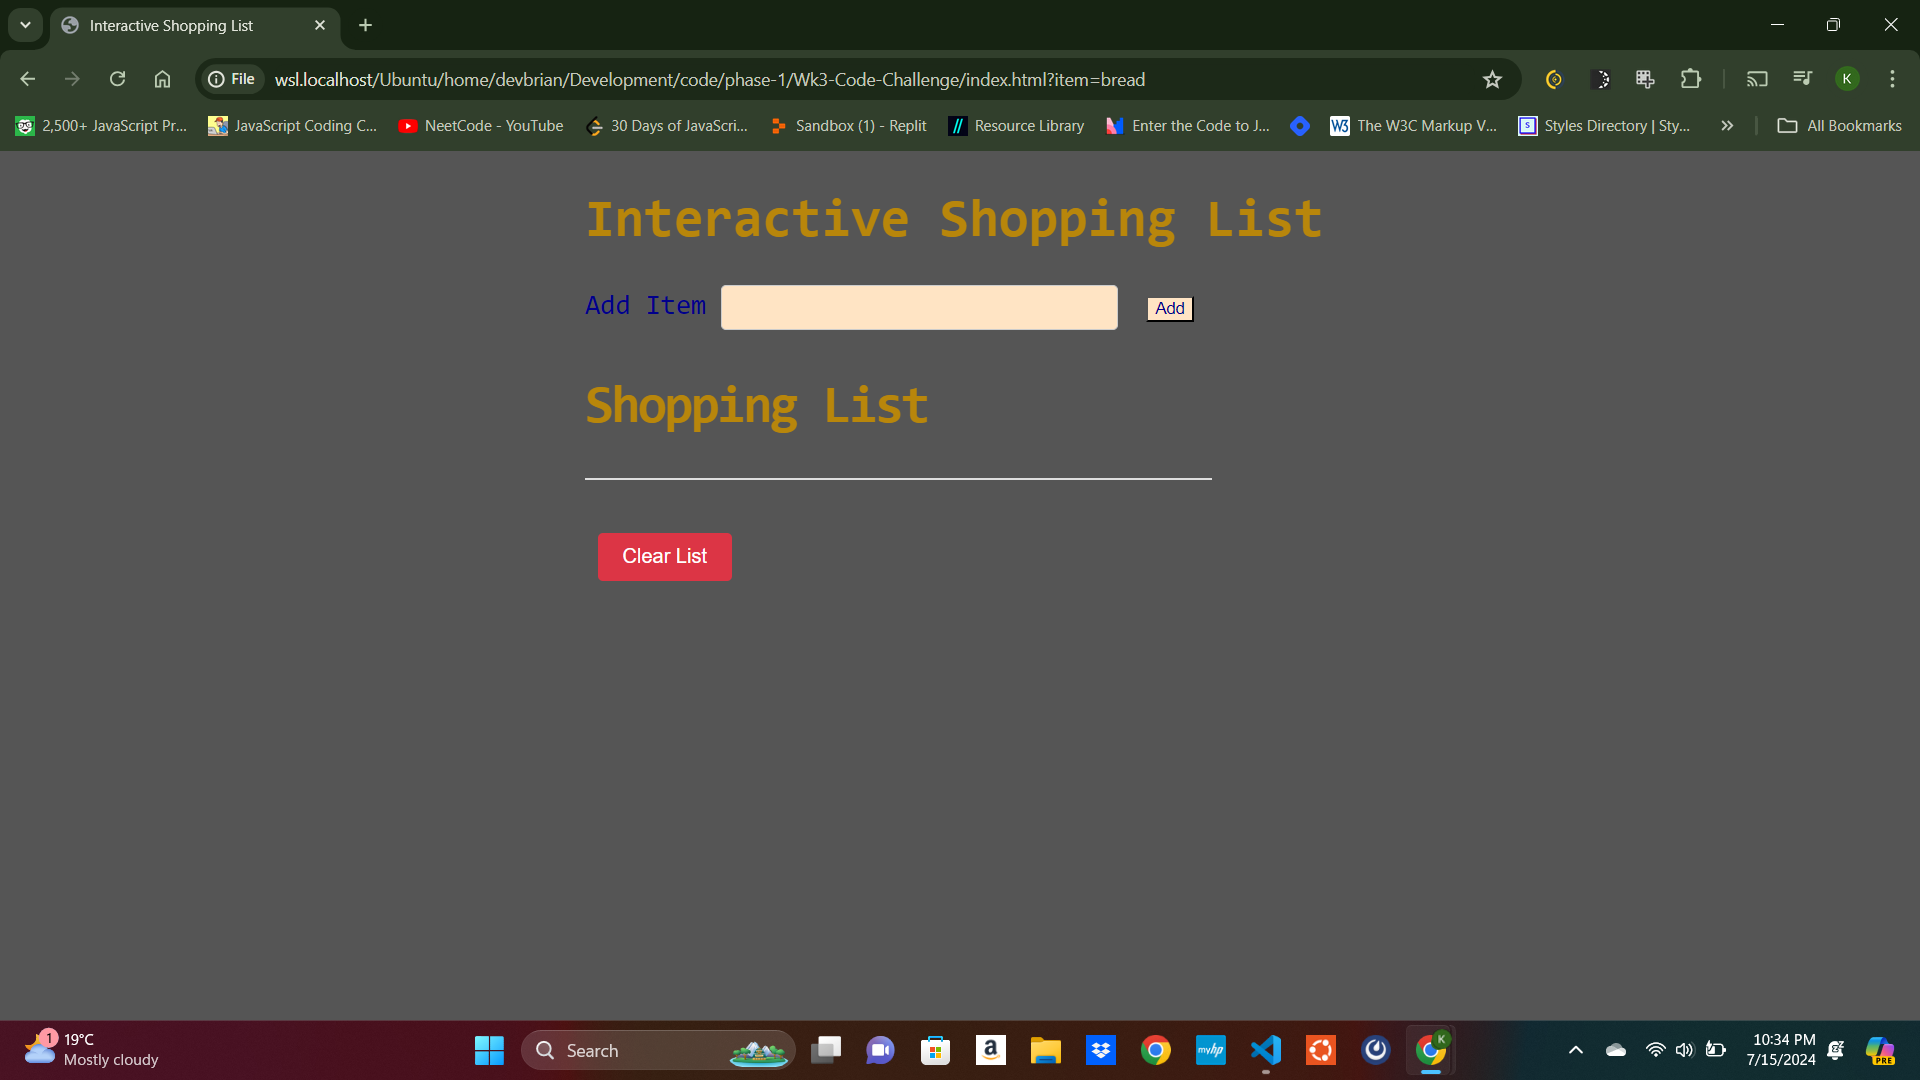 Interactive Shopping List
File wsl.localhost/Ubuntu/home/devbrian/Development/code/phase-1/Wk3-Code-Challenge/index.html?item=bread K
2,500+ JavaScript Pr... JavaScript Coding C... NeetCode - YouTube 30 Days of JavaScri... Sandbox (1) - Replit // Resource Library Enter the Code to J... W3 The W3C Markup V... S Styles Directory | Sty... All Bookmarks
Interactive Shopping List
Add Item Add
Shopping List
Clear List
1 19°C
Mostly cloudy
Search
a
myhp
K
10:34 PM
7/15/2024
PRE